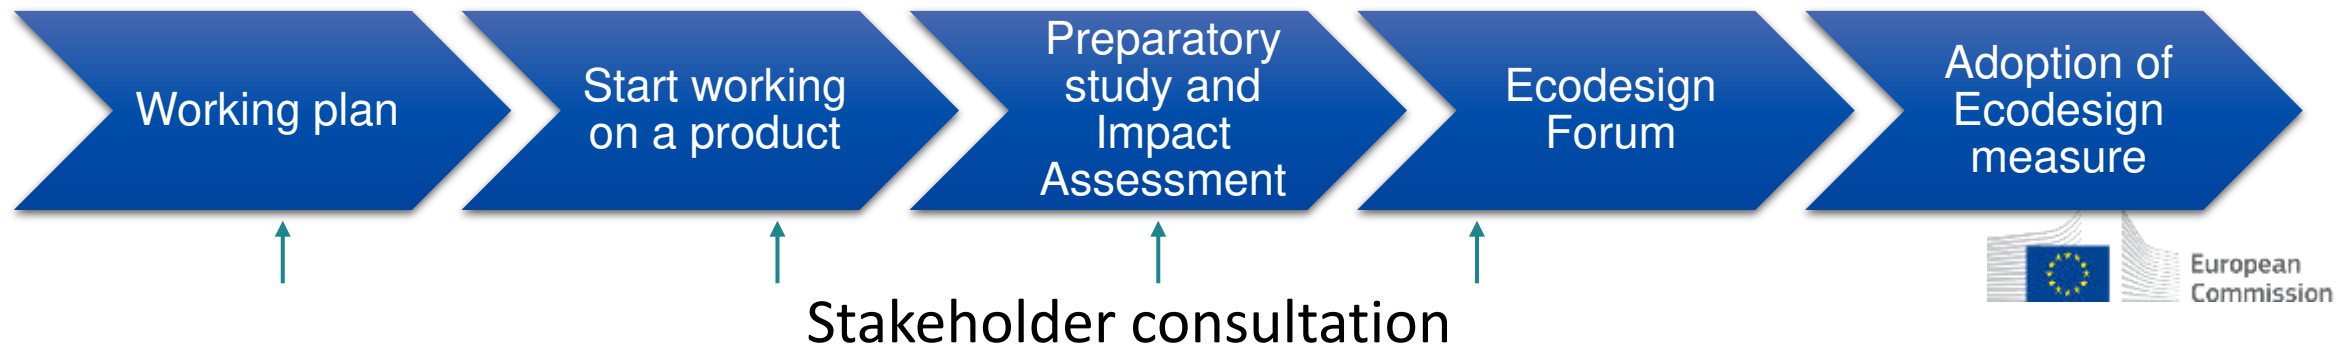 Working plan
Start working
on a product
Preparatory
study and
Impact
Assessment
Ecodesign
Forum
Adoption of
Ecodesign
measure
Stakeholder consultation
European
Commission